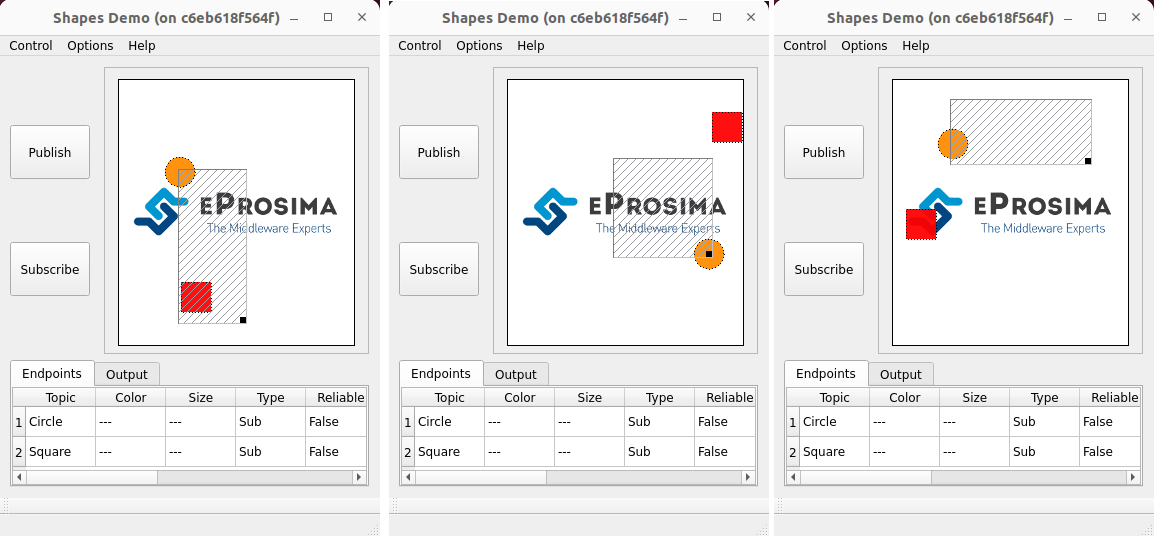 Shapes Demo (on c6eb618f564f)
Control Options Help
Publish
Subscribe
ePROSIMA
The Middleware Experts
Endpoints Output
Topic Color Size Type Reliable
1 Circle --- --- Sub False
2 Square --- --- Sub False
Shapes Demo (on c6eb618f564f)
Control Options Help
Publish
Subscribe
ePROSIMA
The Middleware Experts
Endpoints Output
Topic Color Size Type Reliable
1 Circle --- --- Sub False
2 Square --- --- Sub False
Shapes Demo (on c6eb618f564f)
Control Options Help
Publish
Subscribe
ePROSIMA
The Middleware Experts
Endpoints Output
Topic Color Size Type Reliable
1 Circle --- --- Sub False
2 Square --- --- Sub False